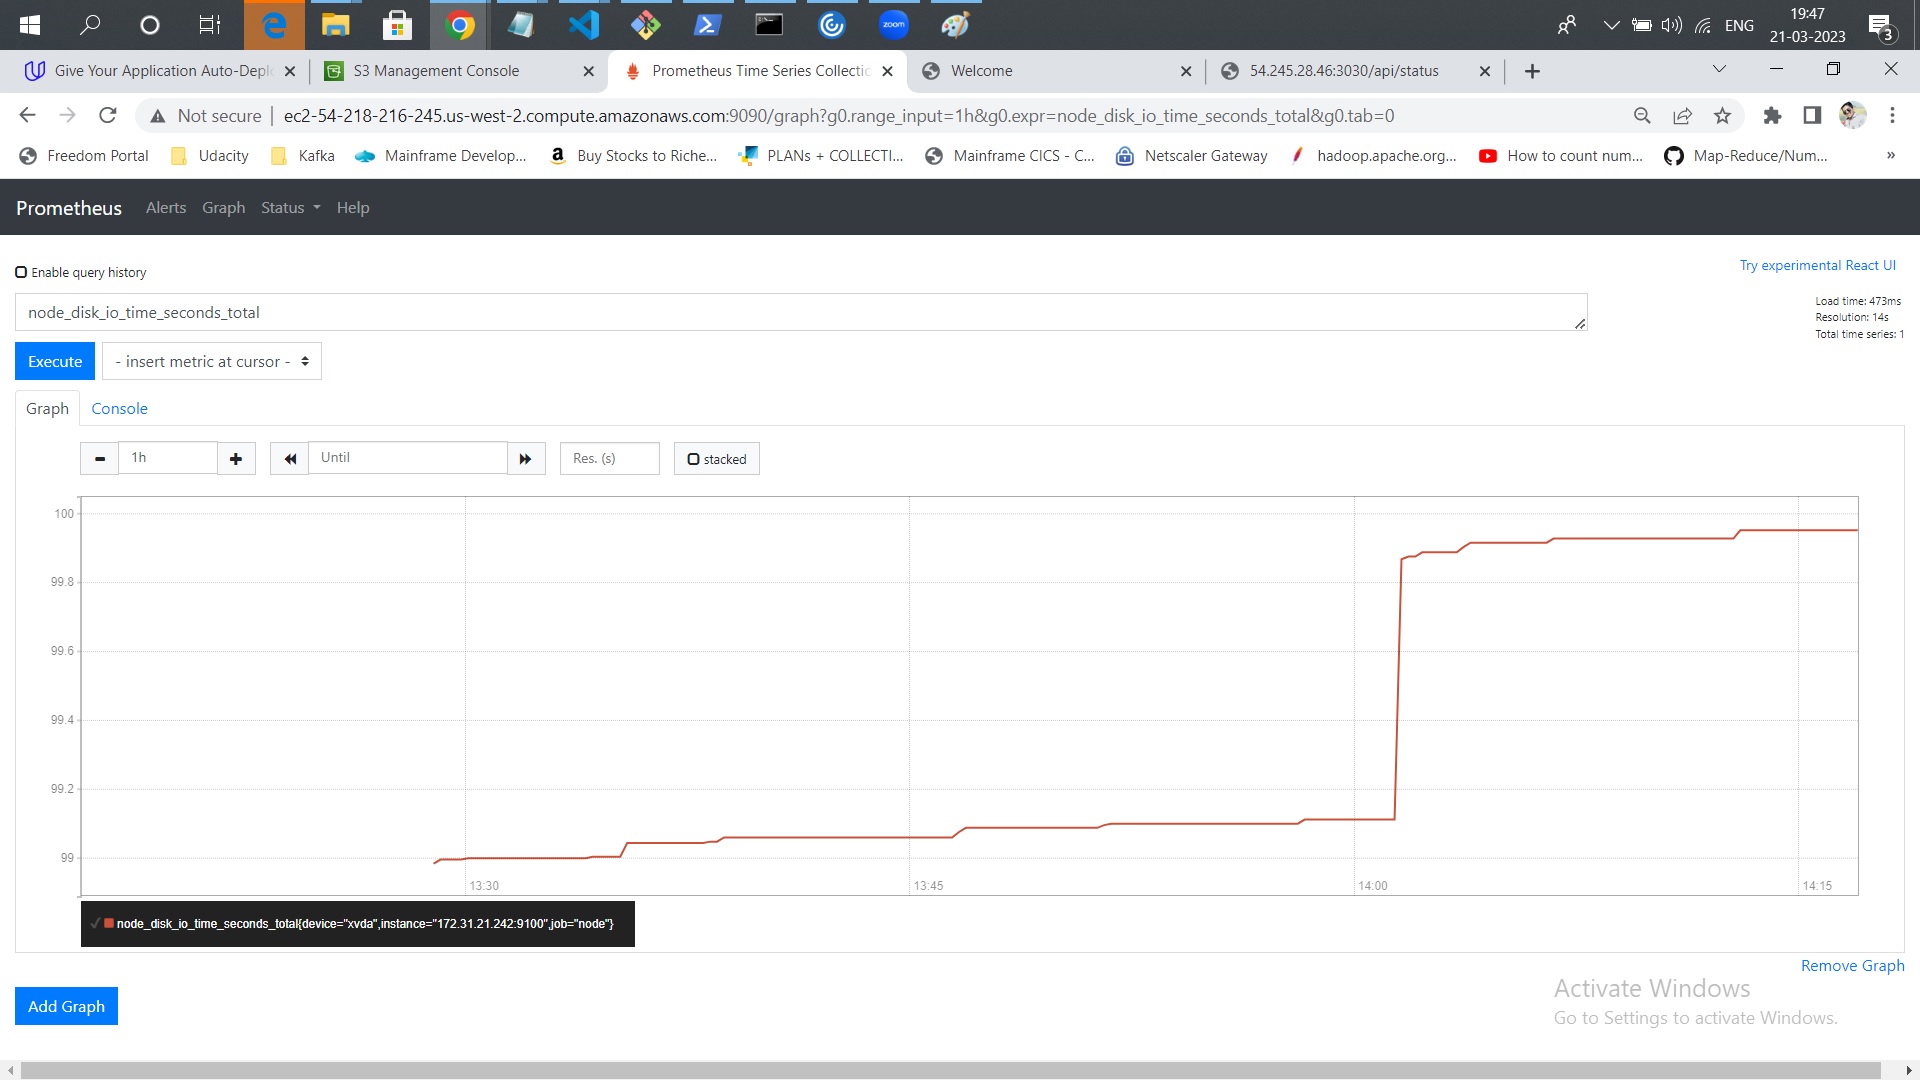 zoom
ENG
19:47
21-03-2023
3
Give Your Application Auto-Depl
S3 Management Console
Prometheus Time Series Collectio
Welcome
54.245.28.46:3030/api/status
Not secure
ec2-54-218-216-245.us-west-2.compute.amazonaws.com:9090/graph?g0.range_input=1h&g0.expr=node_disk_io_time_seconds_total&g0.tab=0
Freedom Portal
Udacity
Kafka
Mainframe Develop...
Buy Stocks to Riche...
PLANs + COLLECTI...
Mainframe CICS - C...
Netscaler Gateway
hadoop.apache.org...
How to count num...
Map-Reduce/Num...
»
Prometheus
Alerts
Graph
Status
Help
Enable query history
Try experimental React UI
node_disk_io_time_seconds_total
Load time: 473ms
Resolution: 14s
Total time series: 1
Execute
- insert metric at cursor -
Graph
Console
1h
Until
Res. (s)
stacked
100
99.8
99.6
99.4
99.2
99
13:30
13:45
14:00
14:15
node_disk_io_time_seconds_total{device="xvda",instance="172.31.21.242:9100",job="node"}
Remove Graph
Add Graph
Activate Windows
Go to Settings to activate Windows.